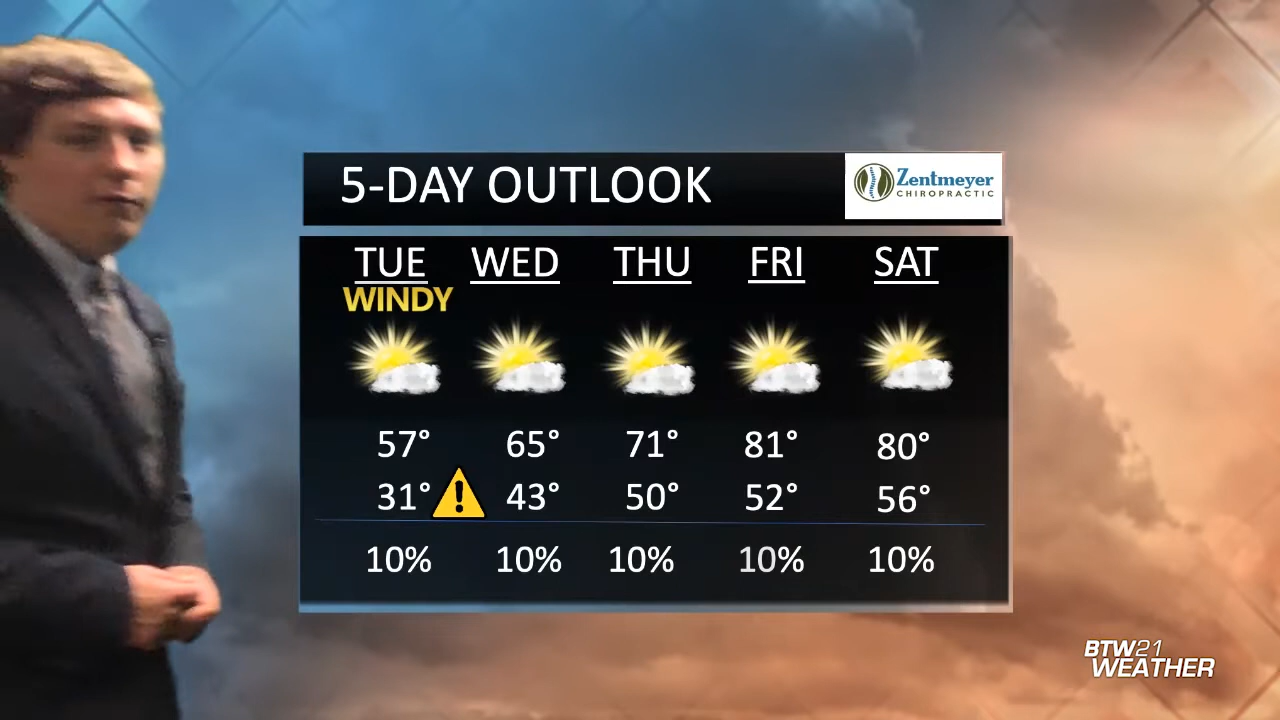 5-DAY OUTLOOK
Zentmeyer
CHIROPRACTIC
TUE WED THU FRI SAT
WINDY
57° 65° 71° 81° 80°
31° ! 43° 50° 52° 56°
10% 10% 10% 10% 10%
BTW21
WEATHER